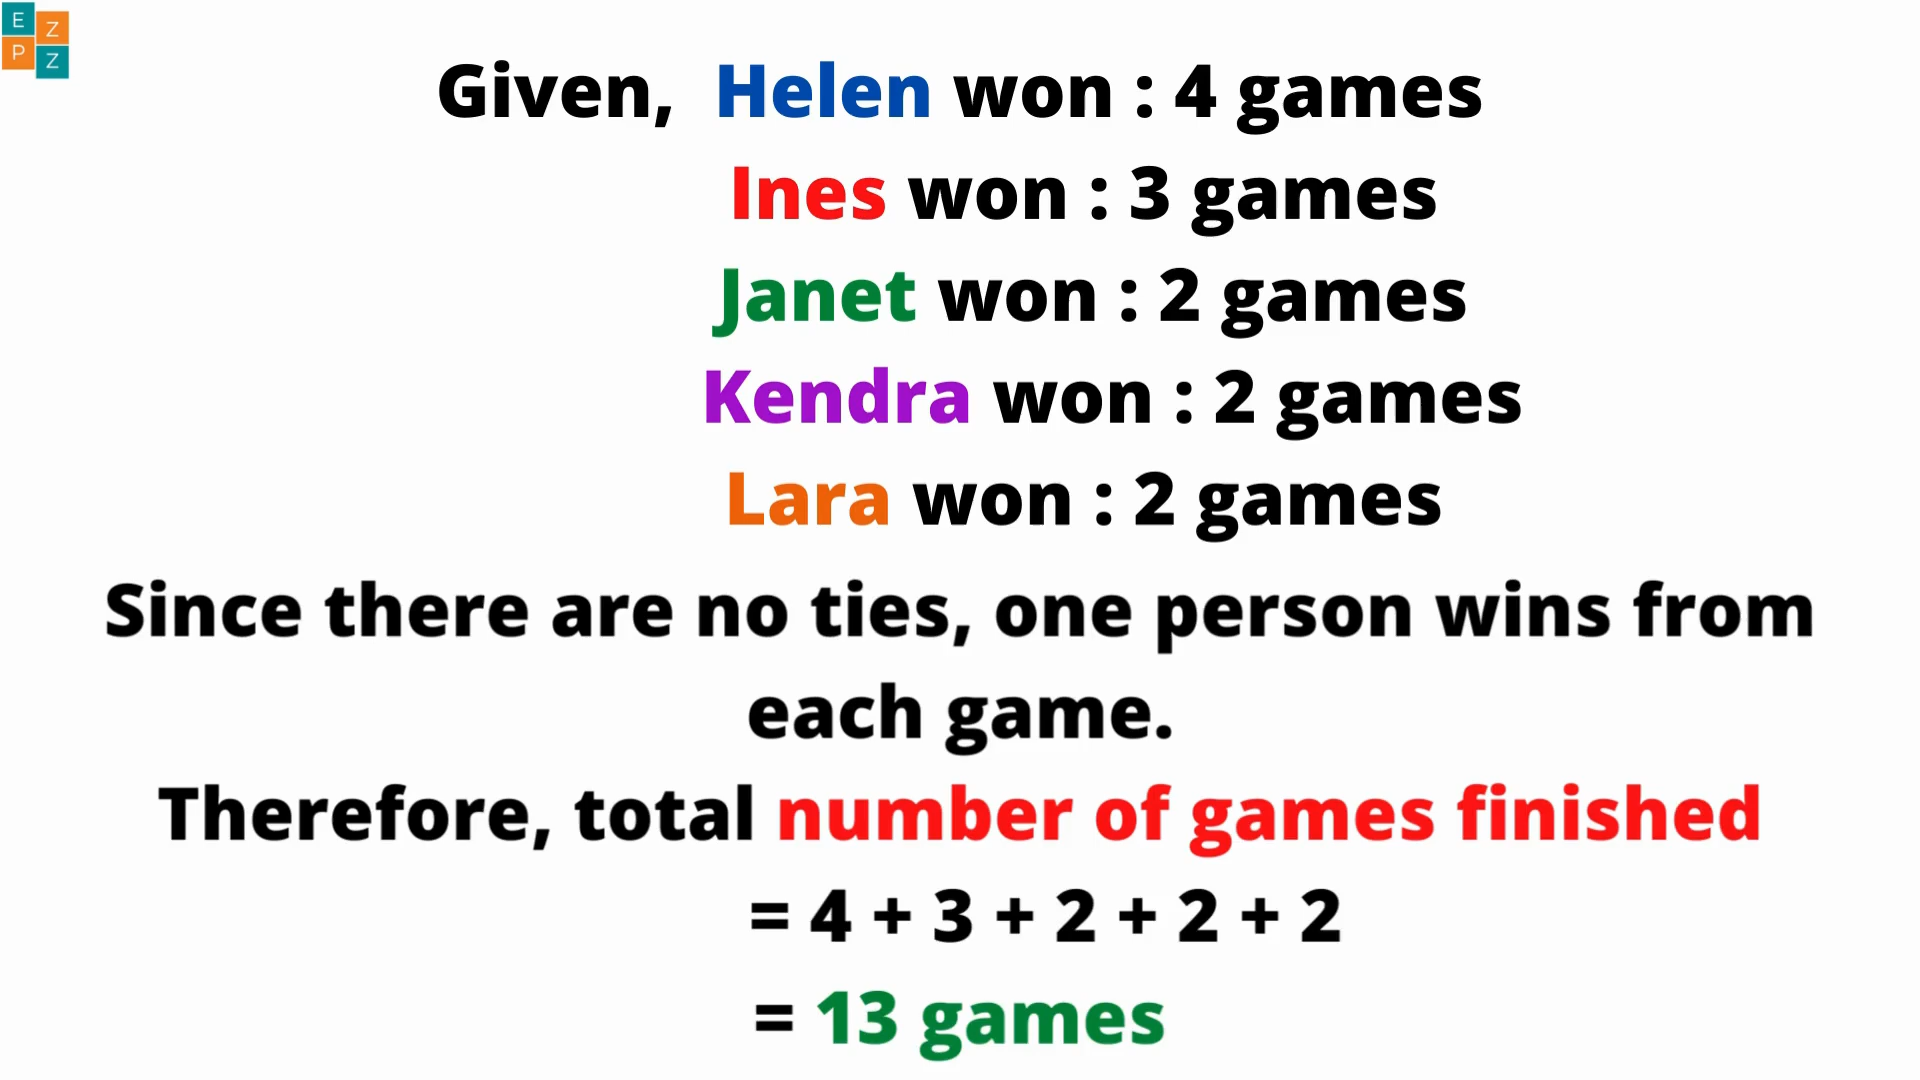 E Z
P Z
Given, Helen won : 4 games
Ines won : 3 games
Janet won : 2 games
Kendra won : 2 games
Lara won : 2 games
Since there are no ties, one person wins from
each game.
Therefore, total number of games finished
= 4 + 3 + 2 + 2 + 2
= 13 games